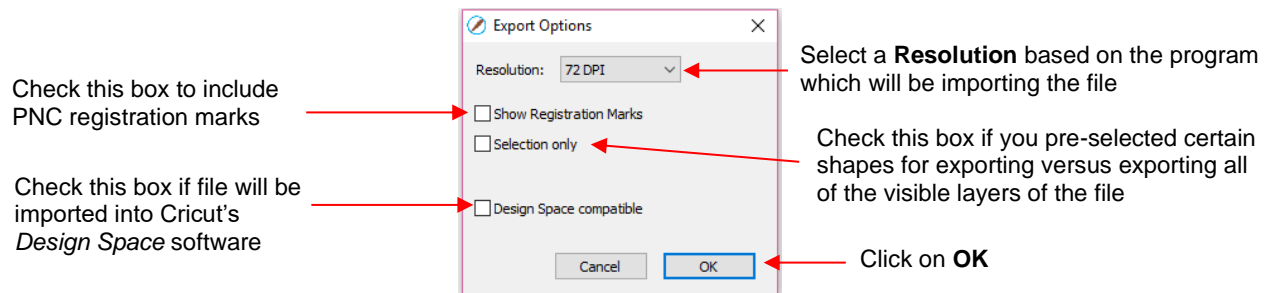 Export Options
Resolution: 72 DPI
Show Registration Marks
Selection only
Design Space compatible
Cancel OK
Check this box to include
PNC registration marks
Check this box if file will be
imported into Cricut's
Design Space software
Select a Resolution based on the program
which will be importing the file
Check this box if you pre-selected certain
shapes for exporting versus exporting all
of the visible layers of the file
Click on OK